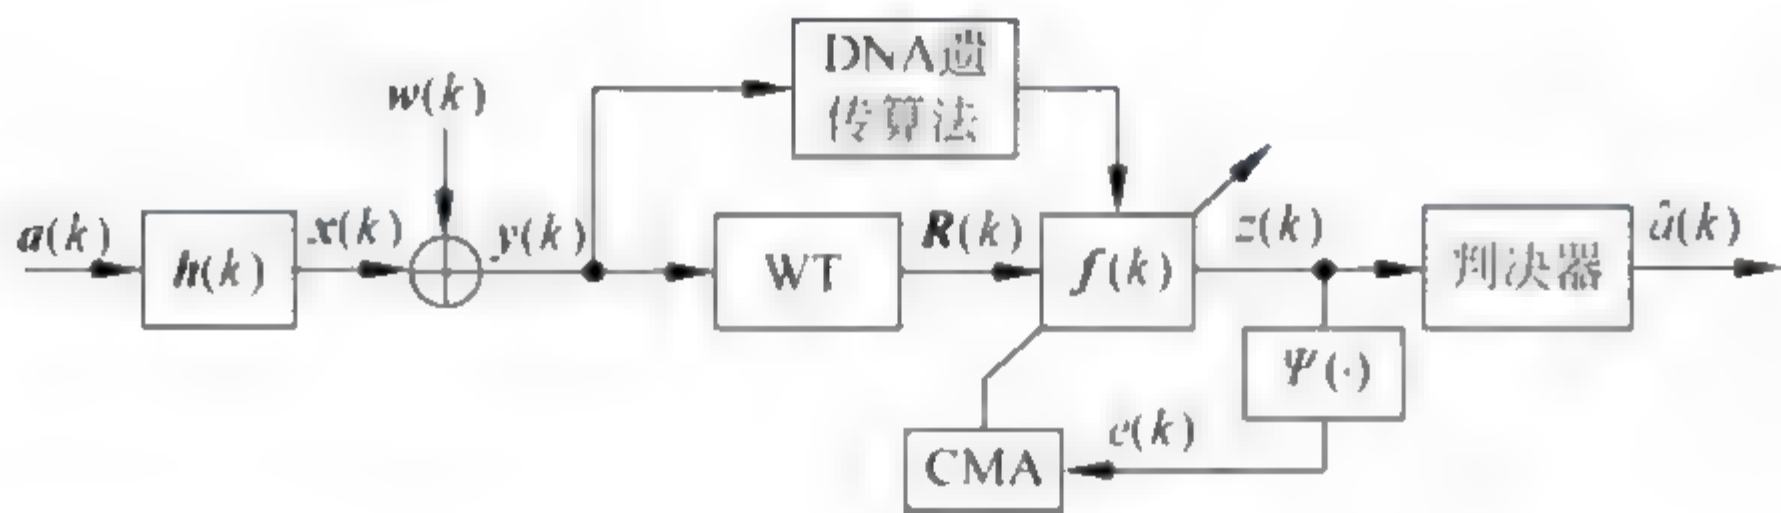 DNA遗
传算法
w(k)
a(k)
h(k)
x(k)
y(k)
WT
R(k)
f(k)
z(k)
判决器
â(k)
Ψ(·)
e(k)
CMA